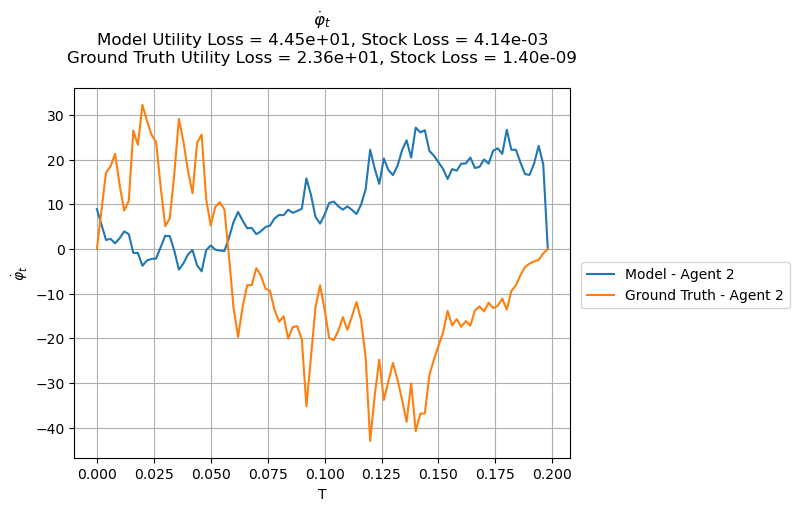 φ̇ₜ
Model Utility Loss = 4.45e+01, Stock Loss = 4.14e-03
Ground Truth Utility Loss = 2.36e+01, Stock Loss = 1.40e-09
30
20
10
0
−10
−20
−30
−40
φ̇ₜ
0.000 0.025 0.050 0.075 0.100 0.125 0.150 0.175 0.200
T
Model - Agent 2
Ground Truth - Agent 2